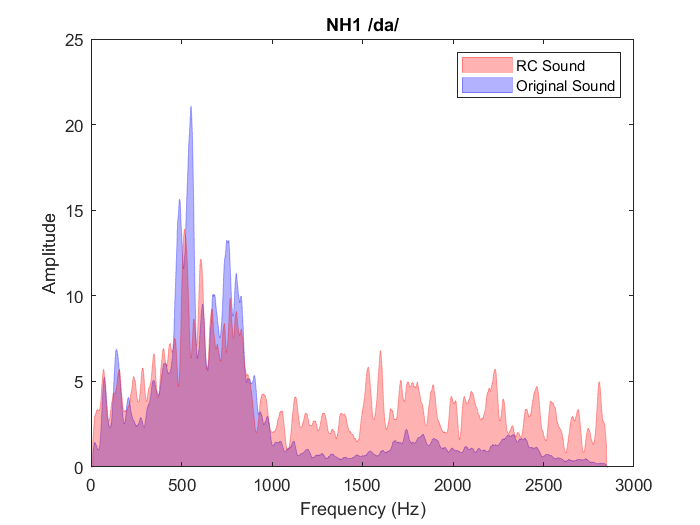 NH1 /da/
RC Sound
Original Sound
25
20
15
10
5
0
Amplitude
0 500 1000 1500 2000 2500 3000
Frequency (Hz)